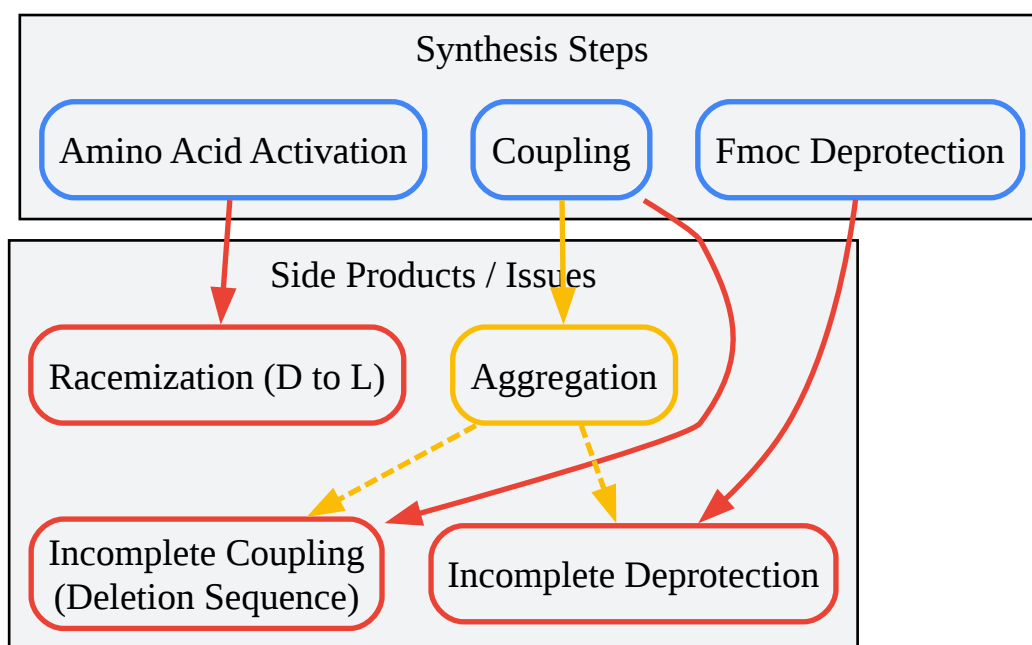 Synthesis Steps
Amino Acid Activation
Coupling
Fmoc Deprotection
Side Products / Issues
Racemization (D to L)
Aggregation
Incomplete Coupling
(Deletion Sequence)
Incomplete Deprotection